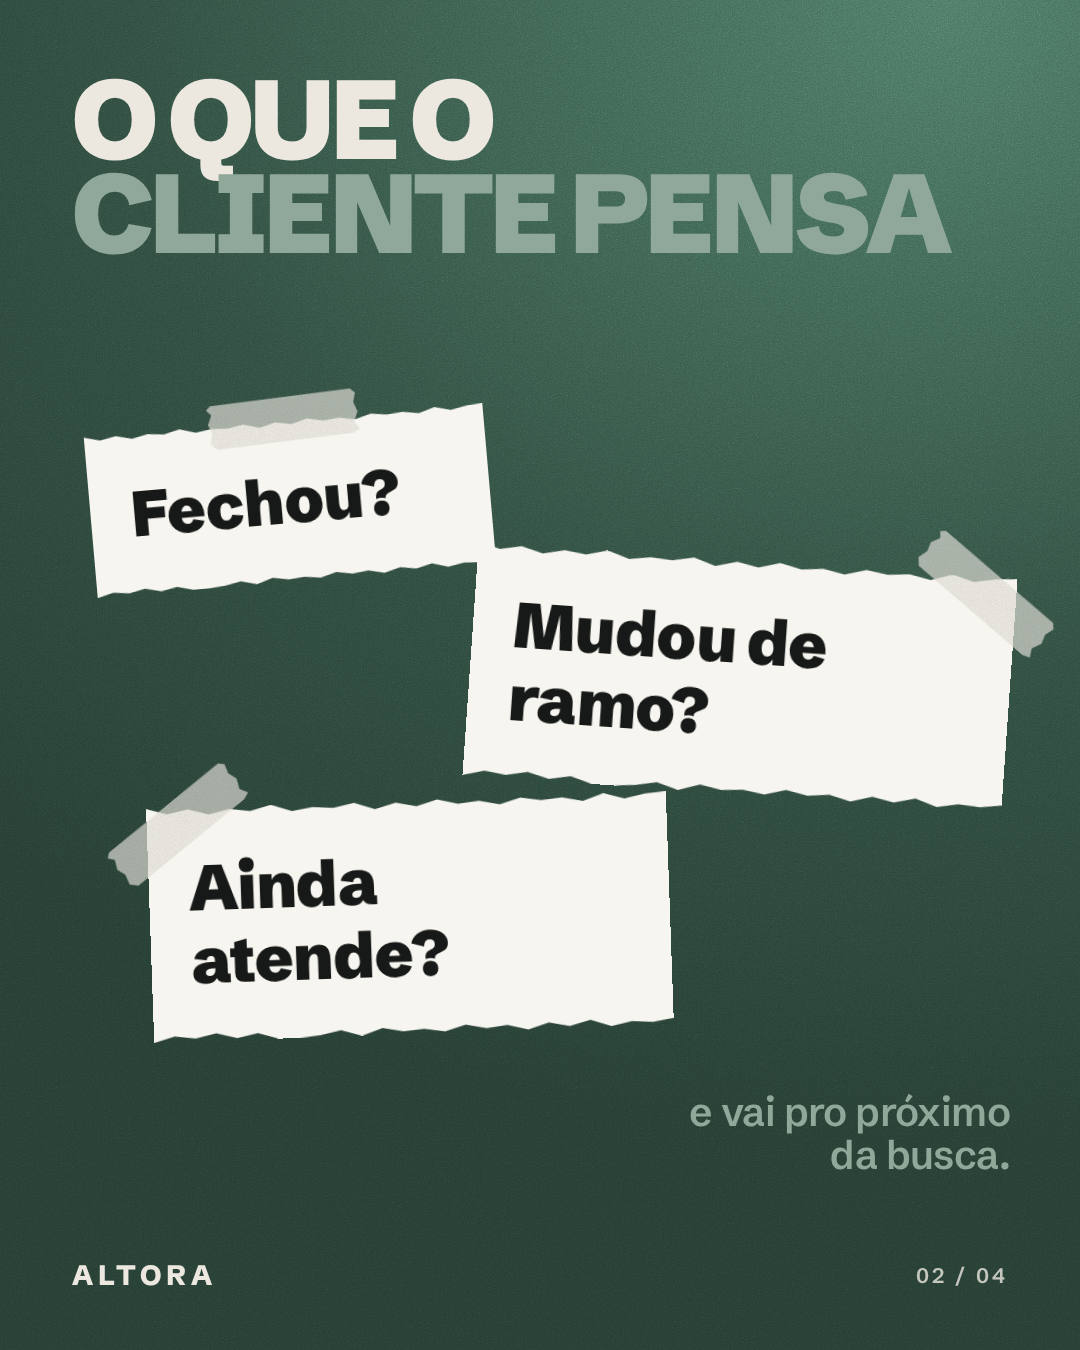 O QUE O
CLIENTE PENSA
Fechou?
Mudou de
ramo?
Ainda
atende?
e vai pro próximo
da busca.
ALTORA
02 / 04